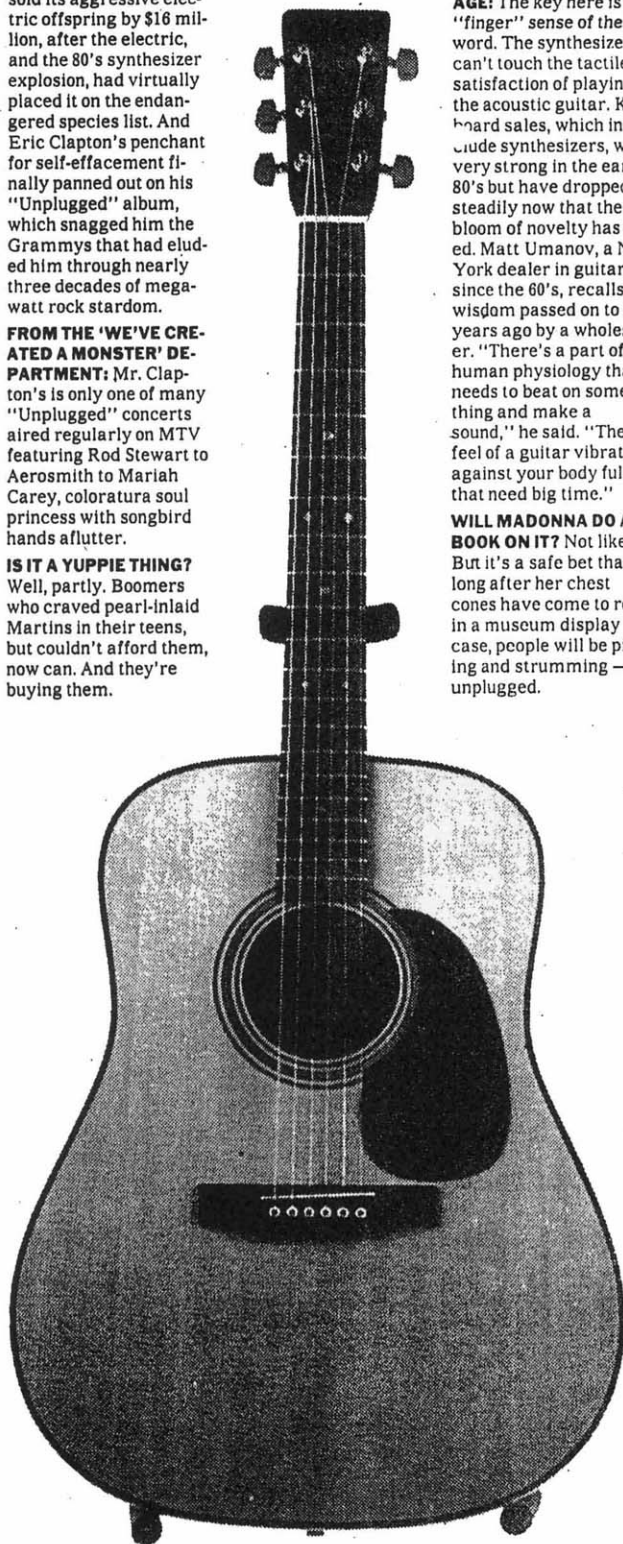 sold its aggressive elec-
tric offspring by $16 mil-
lion, after the electric,
and the 80's synthesizer
explosion, had virtually
placed it on the endan-
gered species list. And
Eric Clapton's penchant
for self-effacement fi-
nally panned out on his
"Unplugged" album,
which snagged him the
Grammys that had elud-
ed him through nearly
three decades of mega-
watt rock stardom.
FROM THE 'WE'VE CRE-
ATED A MONSTER' DE-
PARTMENT: Mr. Clap-
ton's is only one of many
"Unplugged" concerts
aired regularly on MTV
featuring Rod Stewart to
Aerosmith to Mariah
Carey, coloratura soul
princess with songbird
hands aflutter.
IS IT A YUPPIE THING?
Well, partly. Boomers
who craved pearl-inlaid
Martins in their teens,
but couldn't afford them,
now can. And they're
buying them.
AGE: The key here is
"finger" sense of the
word. The synthesize
can't touch the tactile
satisfaction of playin
the acoustic guitar. K
board sales, which in
clude synthesizers, w
very strong in the ear
80's but have dropped
steadily now that the
bloom of novelty has
ed. Matt Umanov, a N
York dealer in guitar
since the 60's, recalls
wisdom passed on to
years ago by a wholes
er. "There's a part of
human physiology tha
needs to beat on some
thing and make a
sound," he said. "The
feel of a guitar vibrat
against your body ful
that need big time."
WILL MADONNA DO A
BOOK ON IT? Not like
But it's a safe bet tha
long after her chest
cones have come to re
in a museum display
case, people will be pi
ing and strumming —
unplugged.